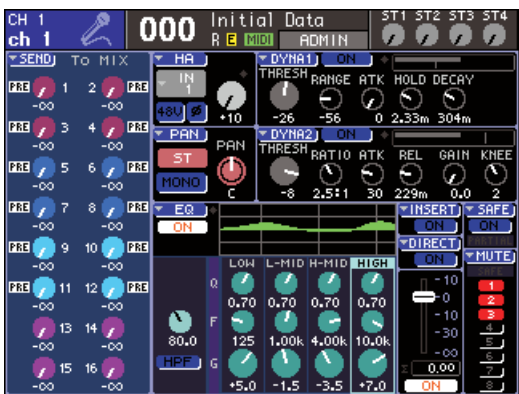 CH 1
ch 1
000 Initial Data
R E MIDI ADMIN
ST1 ST2 ST3 ST4
SEND To MIX
PRE 1 2 PRE
-∞ -∞
PRE 3 4 PRE
-∞ -∞
PRE 5 6 PRE
-∞ -∞
PRE 7 8 PRE
-∞ -∞
PRE 9 10 PRE
-∞ -∞
PRE 11 12 PRE
-∞ -∞
13 14
-∞ -∞
15 16
-∞ -∞
HA
IN
1
48V Ø
+10
PAN
ST
MONO
PAN
C
DYNA1 ON
THRESH RANGE ATK HOLD DECAY
-26 -56 0 2.33m 304m
DYNA2 ON
THRESH RATIO ATK REL GAIN KNEE
-8 2.5:1 30 229m 0.0 2
EQ
ON
LOW L-MID H-MID HIGH
Q
0.70 0.70 0.70 0.70
F
80.0 125 1.00k 4.00k 10.0k
HPF G
+5.0 -1.5 -3.5 +7.0
INSERT
ON
DIRECT
ON
10
0
10
30
∞
Σ 0.00
ON
SAFE
ON
PARTIAL
MUTE
SAFE
1
2
3
4
5
6
7
8